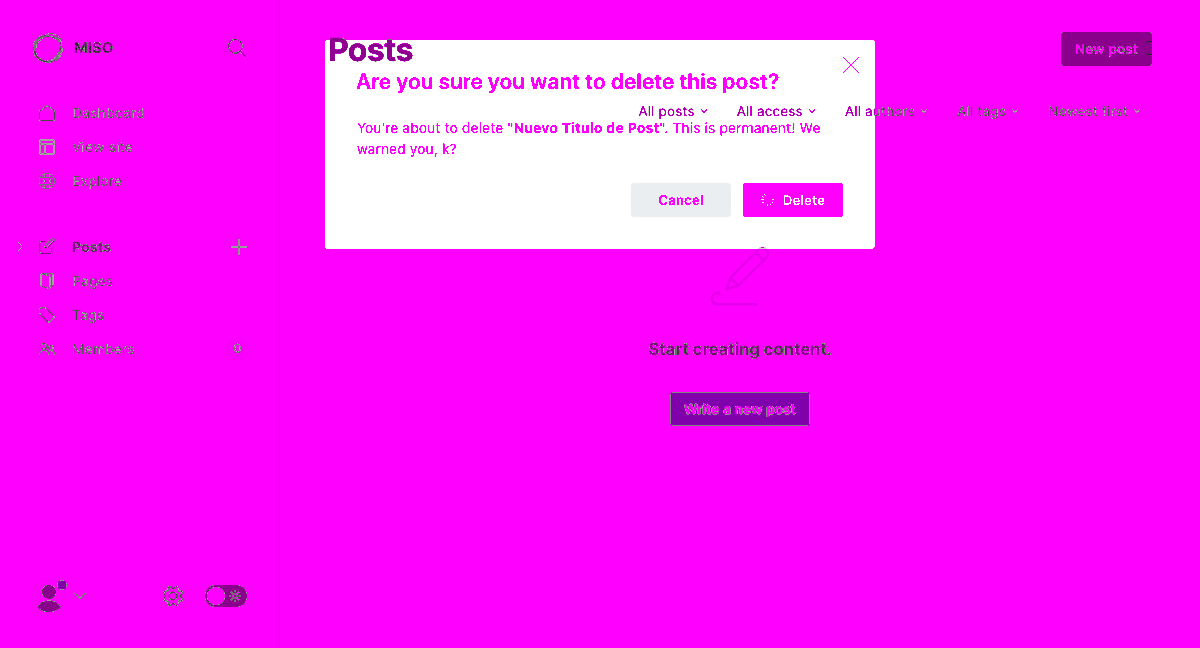 MISO
Posts
New post
Are you sure you want to delete this post?
Dashboard
All posts
All access
All authors
All tags
Newest first
You're about to delete "Nuevo Titulo de Post". This is permanent! We
warned you, k?
View site
Explore
Cancel
Delete
Posts
Pages
Tags
Members 0
Start creating content.
Write a new post